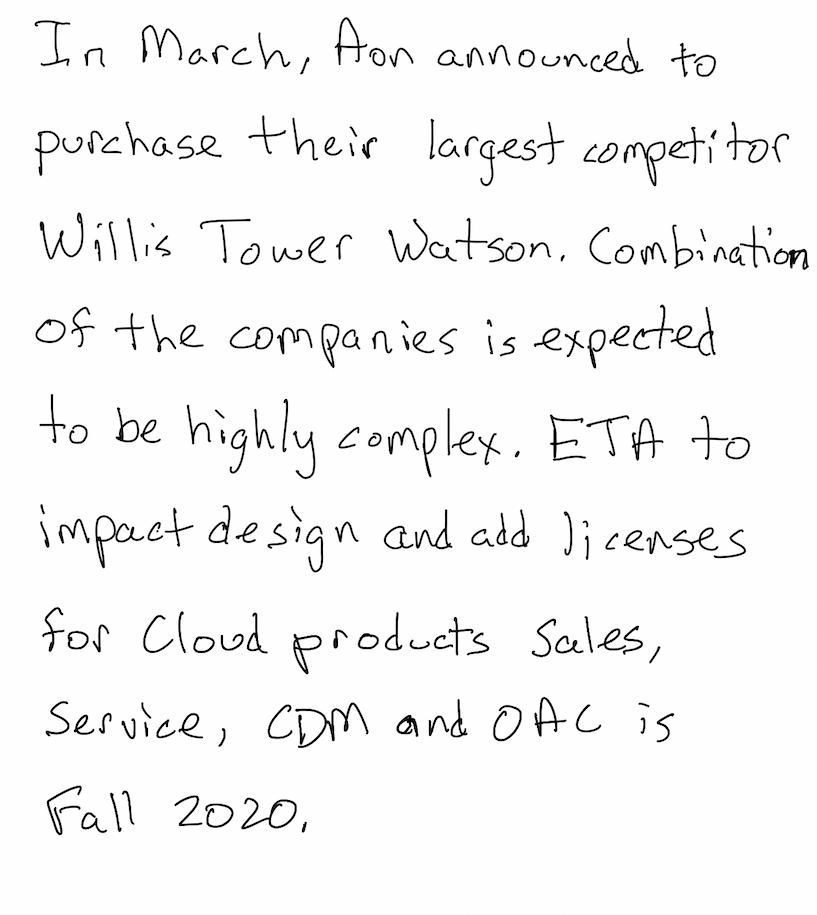 In March, Aon announced to
purchase their largest competitor
Willis Tower Watson. Combination
of the companies is expected
to be highly complex. ETA to
impact design and add licenses
for Cloud products Sales,
Service, CDM and OAC is
Fall 2020.